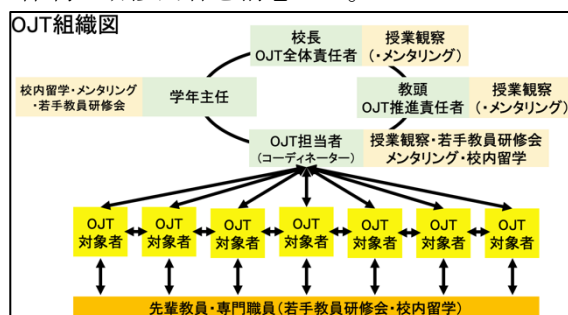 OJT組織図
校長
OJT全体責任者
授業観察
(・メンタリング)
校内留学・メンタリング
・若手教員研修会
学年主任
教頭
OJT推進責任者
授業観察
(・メンタリング)
OJT担当者
(コーディネーター)
授業観察・若手教員研修会
メンタリング・校内留学
OJT
対象者
OJT
対象者
OJT
対象者
OJT
対象者
OJT
対象者
OJT
対象者
OJT
対象者
先輩教員・専門職員(若手教員研修会・校内留学)